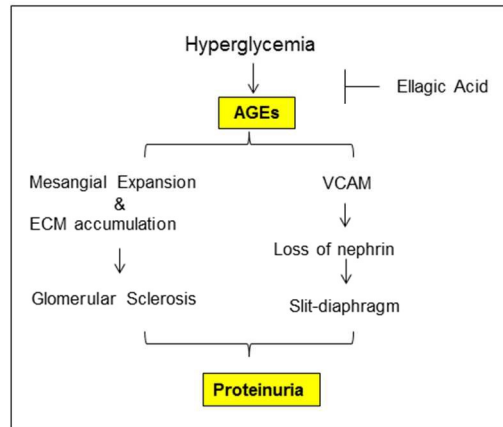 Hyperglycemia
Ellagic Acid
AGEs
Mesangial Expansion
&
ECM accumulation
Glomerular Sclerosis
VCAM
Loss of nephrin
Slit-diaphragm
Proteinuria